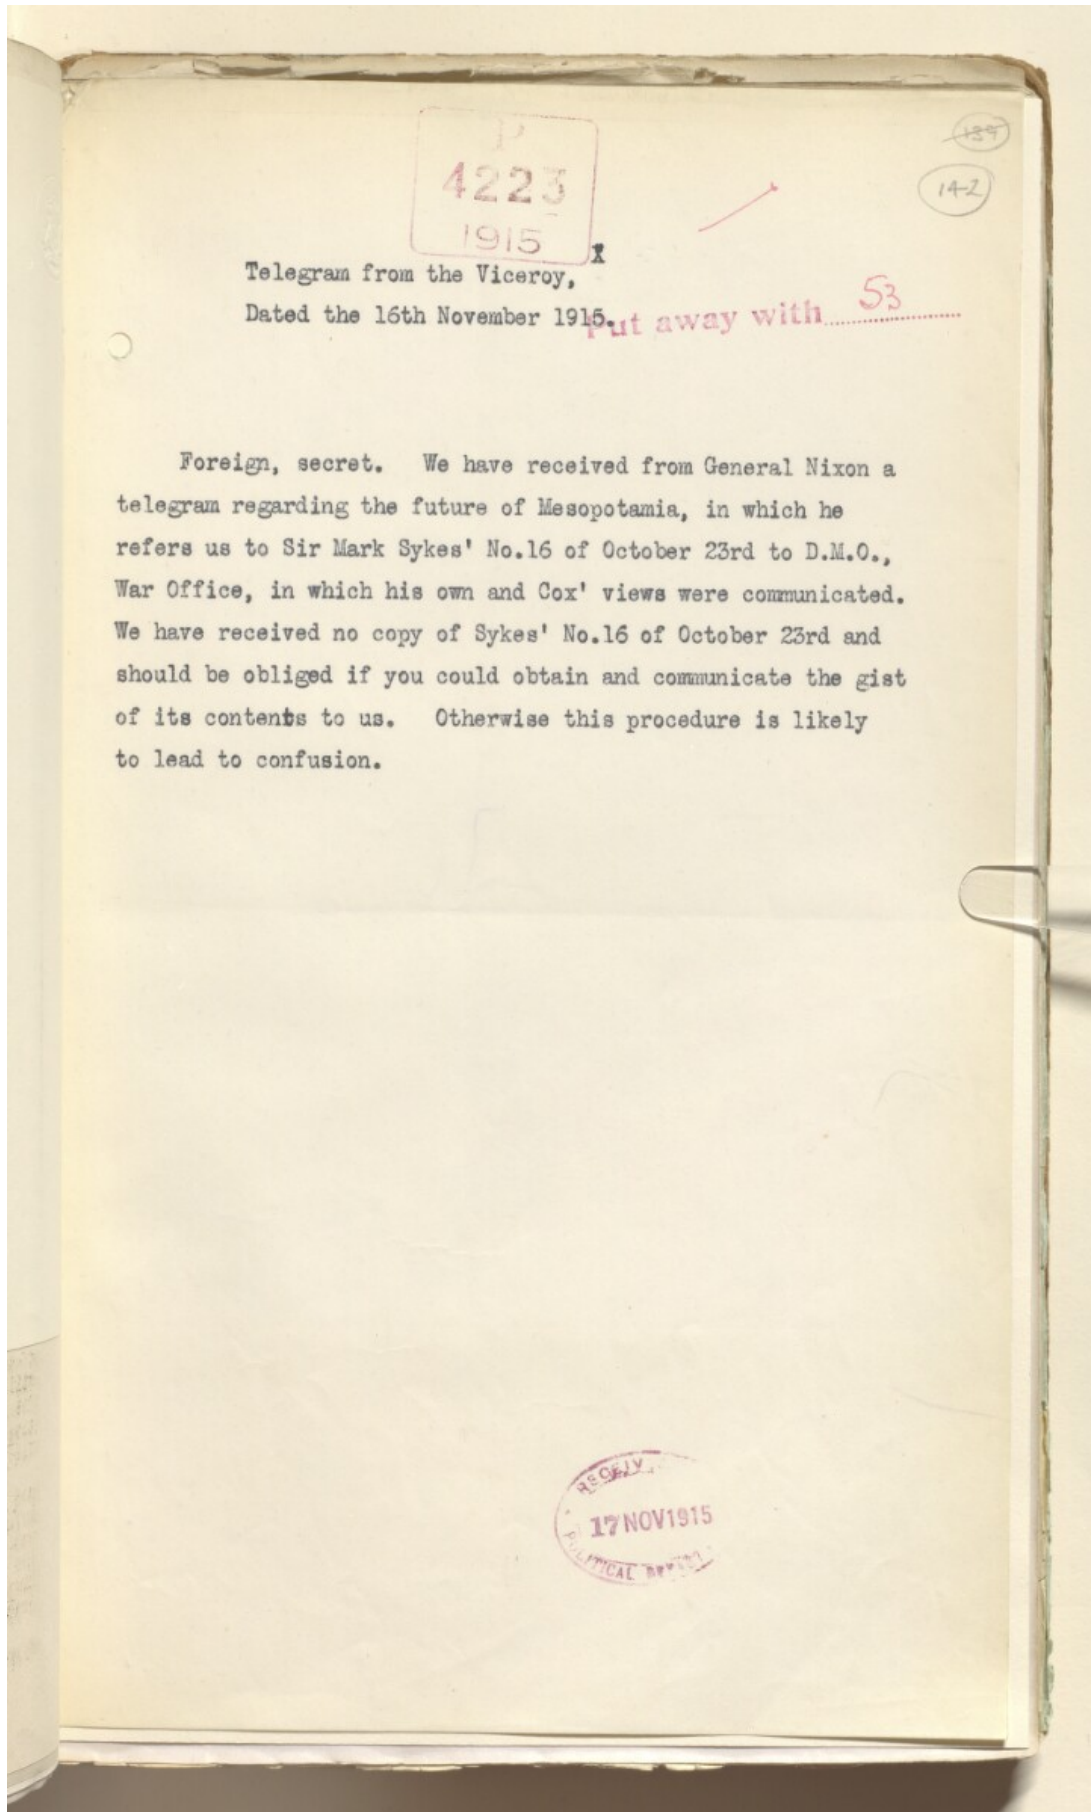 P
4223
1915
139
142
X
Telegram from the Viceroy,
Dated the 16th November 1915.
Put away with 53
Foreign, secret. We have received from General Nixon a
telegram regarding the future of Mesopotamia, in which he
refers us to Sir Mark Sykes' No.16 of October 23rd to D.M.O.,
War Office, in which his own and Cox' views were communicated.
We have received no copy of Sykes' No.16 of October 23rd and
should be obliged if you could obtain and communicate the gist
of its contents to us. Otherwise this procedure is likely
to lead to confusion.
RECEIV
17 NOV 1915
POLITICAL